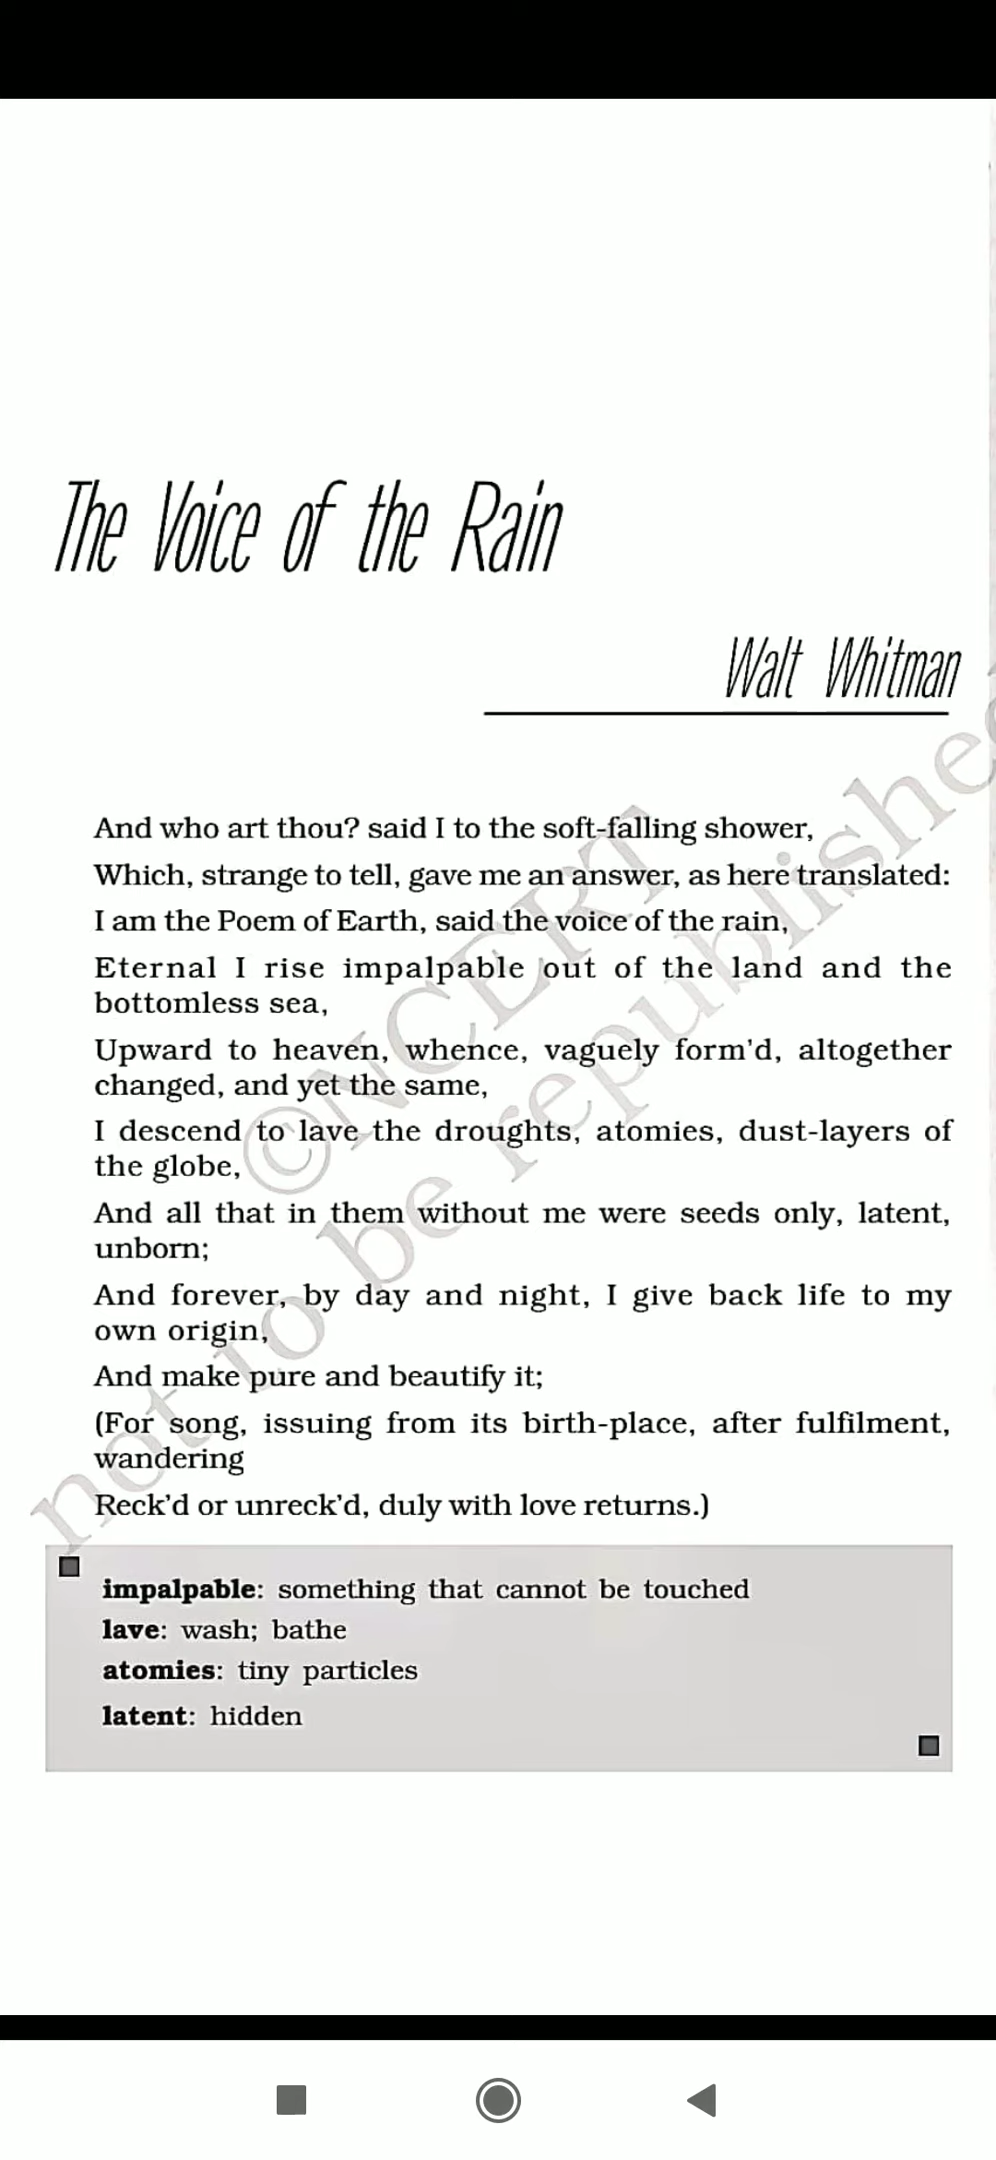 The Voice of the Rain
Walt Whitman
And who art thou? said I to the soft-falling shower,
Which, strange to tell, gave me an answer, as here translated:
I am the Poem of Earth, said the voice of the rain,
Eternal I rise impalpable out of the land and the
bottomless sea,
Upward to heaven, whence, vaguely form'd, altogether
changed, and yet the same,
I descend to lave the droughts, atomies, dust-layers of
the globe,
And all that in them without me were seeds only, latent,
unborn;
And forever, by day and night, I give back life to my
own origin,
And make pure and beautify it;
(For song, issuing from its birth-place, after fulfilment,
wandering
Reck'd or unreck'd, duly with love returns.)
impalpable: something that cannot be touched
lave: wash; bathe
atomies: tiny particles
latent: hidden
©NCERT
not to be republished